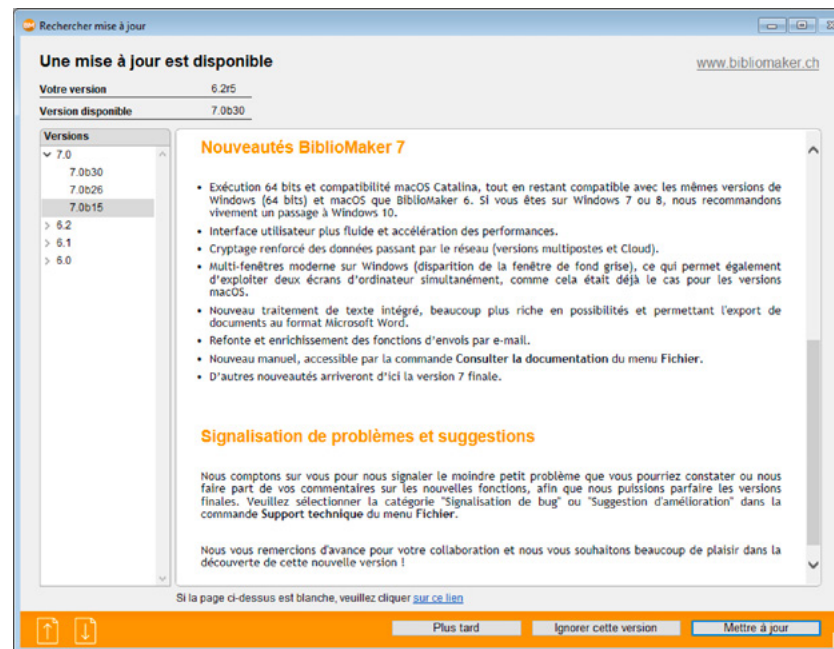 Rechercher mise à jour
Une mise à jour est disponible
www.bibliomaker.ch
Votre version 6.2r5
Version disponible 7.0b30
Versions
7.0
7.0b30
7.0b26
7.0b15
6.2
6.1
6.0
Nouveautés BiblioMaker 7
• Exécution 64 bits et compatibilité macOS Catalina, tout en restant compatible avec les mêmes versions de
Windows (64 bits) et macOS que BiblioMaker 6. Si vous êtes sur Windows 7 ou 8, nous recommandons
vivement un passage à Windows 10.
• Interface utilisateur plus fluide et accélération des performances.
• Cryptage renforcé des données passant par le réseau (versions multipostes et Cloud).
• Multi-fenêtres moderne sur Windows (disparition de la fenêtre de fond grise), ce qui permet également
d'exploiter deux écrans d'ordinateur simultanément, comme cela était déjà le cas pour les versions
macOS.
• Nouveau traitement de texte intégré, beaucoup plus riche en possibilités et permettant l'export de
documents au format Microsoft Word.
• Refonte et enrichissement des fonctions d'envois par e-mail.
• Nouveau manuel, accessible par la commande Consulter la documentation du menu Fichier.
• D'autres nouveautés arriveront d'ici la version 7 finale.
Signalisation de problèmes et suggestions
Nous comptons sur vous pour nous signaler le moindre petit problème que vous pourriez constater ou nous
faire part de vos commentaires sur les nouvelles fonctions, afin que nous puissions parfaire les versions
finales. Veuillez sélectionner la catégorie "Signalisation de bug" ou "Suggestion d'amélioration" dans la
commande Support technique du menu Fichier.
Nous vous remercions d'avance pour votre collaboration et nous vous souhaitons beaucoup de plaisir dans la
découverte de cette nouvelle version !
Si la page ci-dessus est blanche, veuillez cliquer sur ce lien
Plus tard
Ignorer cette version
Mettre à jour